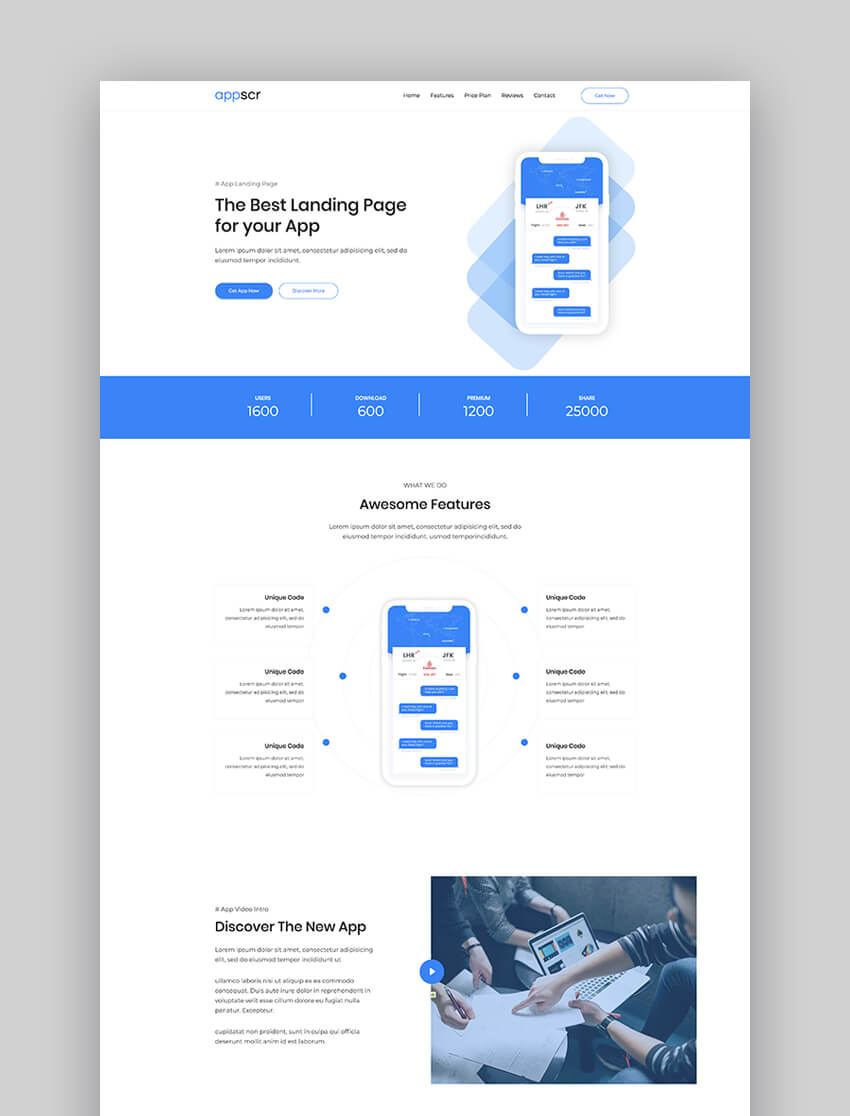 appscr
Home Features Price Plan Reviews Contact Get Now
# App Landing Page
The Best Landing Page
for your App
Lorem ipsum dolor sit amet, consectetur adipisicing elit, sed do
eiusmod tempor incididunt.
Get App Now Discover More
LHR JFK
USERS DOWNLOAD PREMIUM SHARE
1600 600 1200 25000
WHAT WE DO
Awesome Features
Lorem ipsum dolor sit amet, consectetur adipisicing elit, sed do
eiusmod tempor incididunt. usmod temporincididunt.
Unique Code
Lorem ipsum dolor sit amet,
consectetur adipiscing elit, sed do
eiusmod tempor
Unique Code
Lorem ipsum dolor sit amet,
consectetur adipiscing elit, sed do
eiusmod tempor
Unique Code
Lorem ipsum dolor sit amet,
consectetur adipiscing elit, sed do
eiusmod tempor
LHR JFK
Unique Code
Lorem ipsum dolor sit amet,
consectetur adipiscing elit, sed do
eiusmod tempor
Unique Code
Lorem ipsum dolor sit amet,
consectetur adipiscing elit, sed do
eiusmod tempor
Unique Code
Lorem ipsum dolor sit amet,
consectetur adipiscing elit, sed do
eiusmod tempor
# App Video Intro
Discover The New App
Lorem ipsum dolor sit amet, consectetur adipisicing
elit, sed do eiusmod tempor incididunt ut
ullamco laboris nisi ut aliquip ex ea commodo
consequat. Duis aute irure dolor in reprehenderit in
voluptate velit esse cillum dolore eu fugiat nulla
pariatur. Excepteur.
cupidatat non proident, sunt in culpa qui officia
deserunt mollit anim id est laborum.